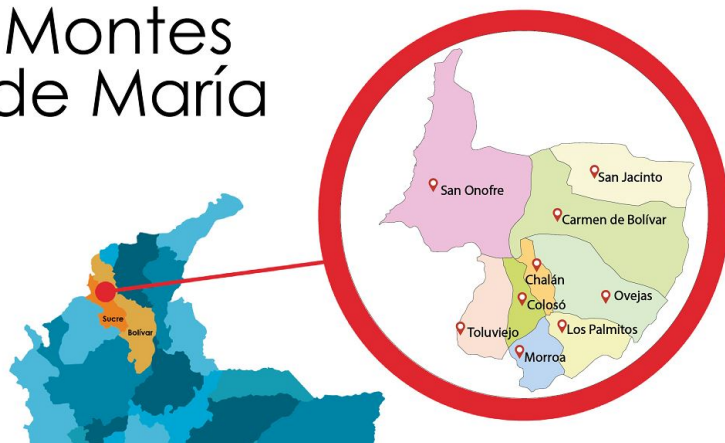 Montes
de María
San Jacinto
San Onofre
Carmen de Bolívar
Chalán
Colosó
Ovejas
Toluviejo
Los Palmitos
Morroa
Sucre
Bolívar